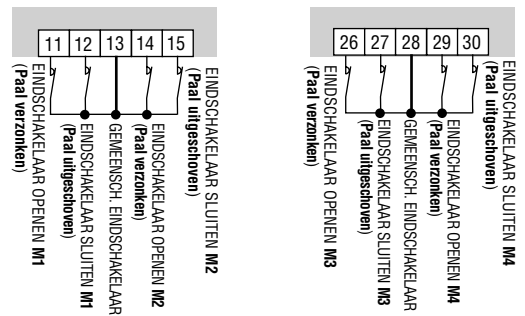 11 12 13 14 15
EINDSCHAKELAAR OPENEN M1
(Paal verzonken)
EINDSCHAKELAAR SLUITEN M1
(Paal uitgeschoven)
GEMEENSCH. EINDSCHAKELAAR
EINDSCHAKELAAR OPENEN M2
(Paal verzonken)
EINDSCHAKELAAR SLUITEN M2
(Paal uitgeschoven)
26 27 28 29 30
EINDSCHAKELAAR OPENEN M3
(Paal verzonken)
EINDSCHAKELAAR SLUITEN M3
(Paal uitgeschoven)
GEMEENSCH. EINDSCHAKELAAR
EINDSCHAKELAAR OPENEN M4
(Paal verzonken)
EINDSCHAKELAAR SLUITEN M4
(Paal uitgeschoven)